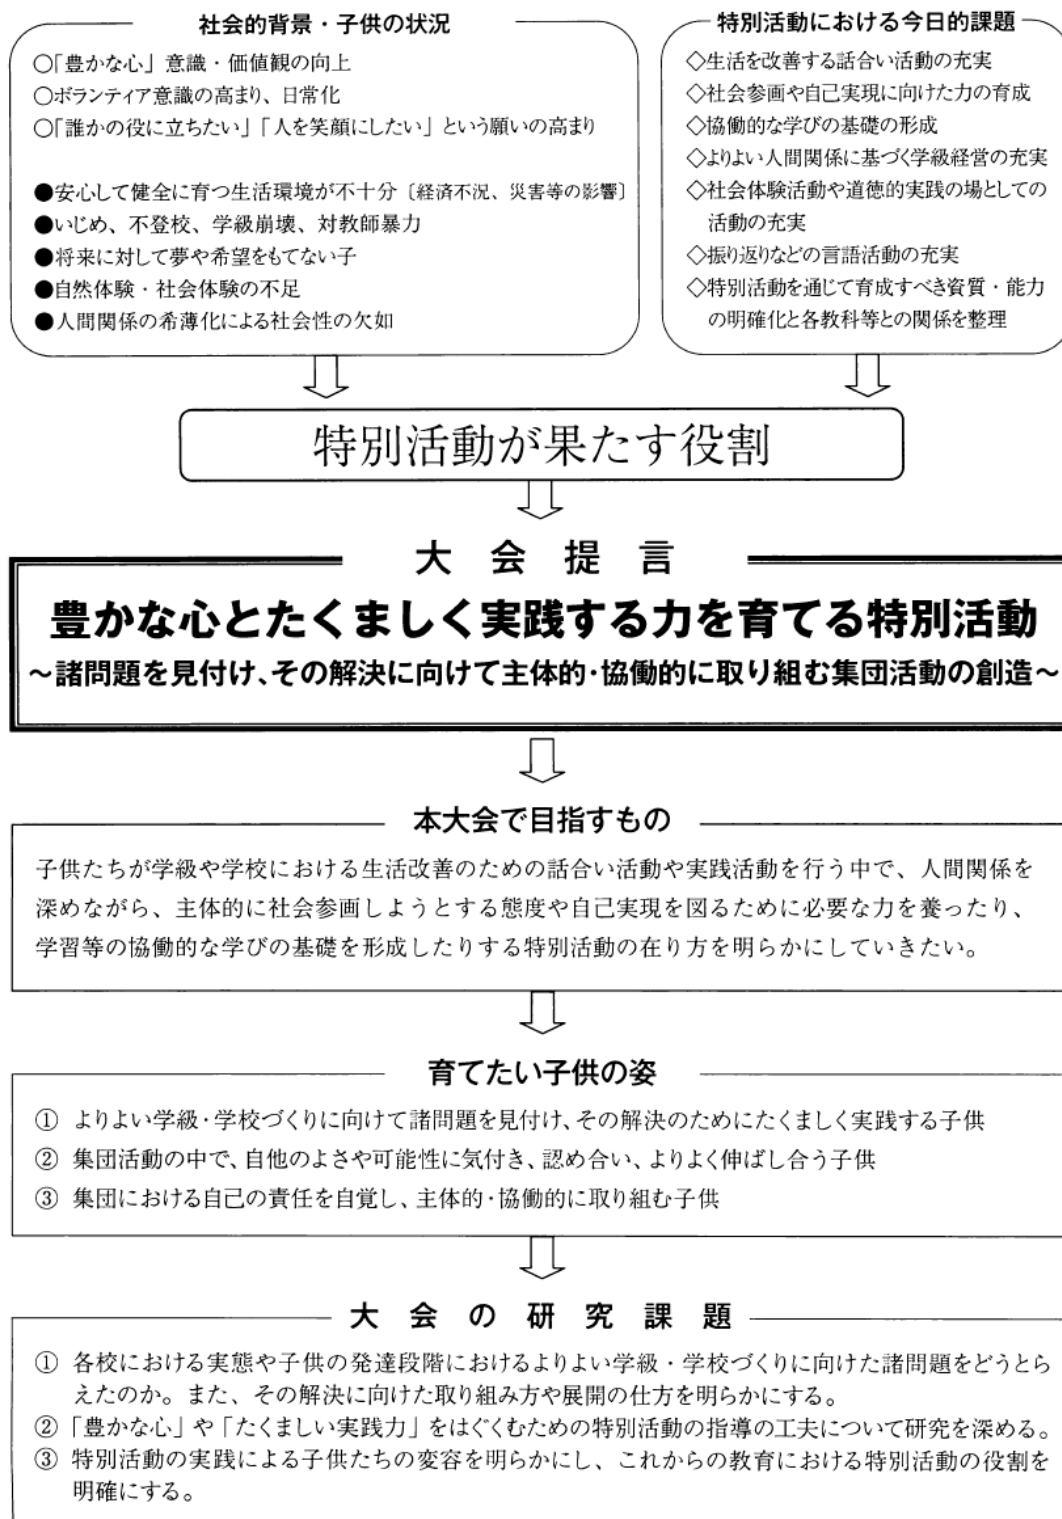 社会的背景・子供の状況
○「豊かな心」意識・価値観の向上
○ボランティア意識の高まり、日常化
○「誰かの役に立ちたい」「人を笑顔にしたい」という願いの高まり
●安心して健全に育つ生活環境が不十分〔経済不況、災害等の影響〕
●いじめ、不登校、学級崩壊、対教師暴力
●将来に対して夢や希望をもてない子
●自然体験・社会体験の不足
●人間関係の希薄化による社会性の欠如
特別活動における今日的課題
◇生活を改善する話合い活動の充実
◇社会参画や自己実現に向けた力の育成
◇協働的な学びの基礎の形成
◇よりよい人間関係に基づく学級経営の充実
◇社会体験活動や道徳的実践の場としての
活動の充実
◇振り返りなどの言語活動の充実
◇特別活動を通じて育成すべき資質・能力
の明確化と各教科等との関係を整理
特別活動が果たす役割
大会提言
豊かな心とたくましく実践する力を育てる特別活動
～諸問題を見付け、その解決に向けて主体的・協働的に取り組む集団活動の創造～
本大会で目指すもの
子供たちが学級や学校における生活改善のための話合い活動や実践活動を行う中で、人間関係を
深めながら、主体的に社会参画しようとする態度や自己実現を図るために必要な力を養ったり、
学習等の協働的な学びの基礎を形成したりする特別活動の在り方を明らかにしていきたい。
育てたい子供の姿
① よりよい学級・学校づくりに向けて諸問題を見付け、その解決のためにたくましく実践する子供
② 集団活動の中で、自他のよさや可能性に気付き、認め合い、よりよく伸ばし合う子供
③ 集団における自己の責任を自覚し、主体的・協働的に取り組む子供
大会の研究課題
① 各校における実態や子供の発達段階におけるよりよい学級・学校づくりに向けた諸問題をどうとら
えたのか。また、その解決に向けた取り組み方や展開の仕方を明らかにする。
② 「豊かな心」や「たくましい実践力」をはぐくむための特別活動の指導の工夫について研究を深める。
③ 特別活動の実践による子供たちの変容を明らかにし、これからの教育における特別活動の役割を
明確にする。